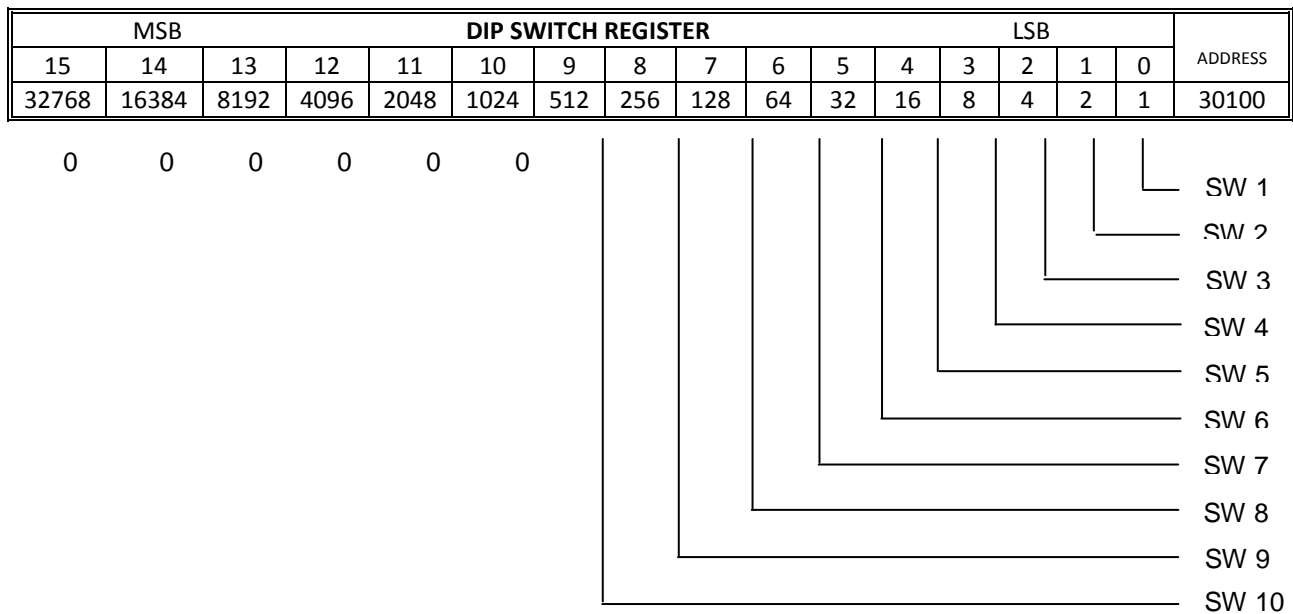 MSB DIP SWITCH REGISTER LSB ADDRESS
15 14 13 12 11 10 9 8 7 6 5 4 3 2 1 0
32768 16384 8192 4096 2048 1024 512 256 128 64 32 16 8 4 2 1 30100
0 0 0 0 0 0
SW 1
SW 2
SW 3
SW 4
SW 5
SW 6
SW 7
SW 8
SW 9
SW 10